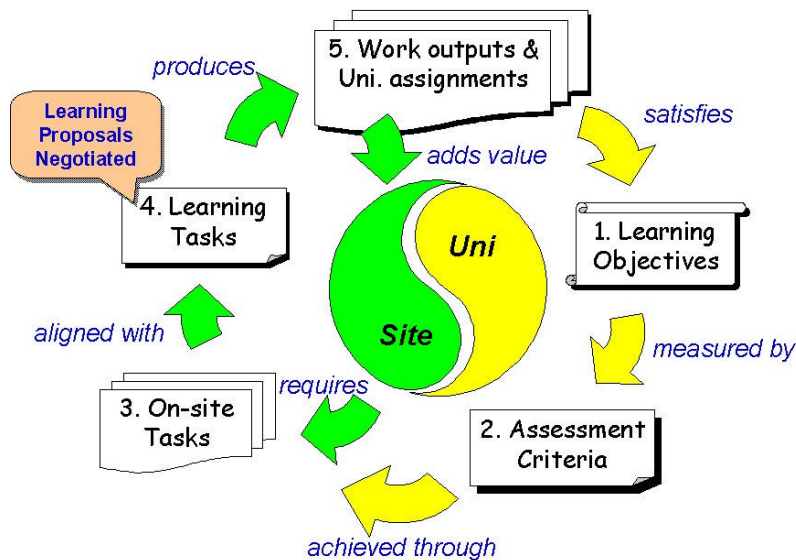 produces
5. Work outputs &
Uni. assignments
satisfies
Learning
Proposals
Negotiated
adds value
4. Learning
Tasks
1. Learning
Objectives
Uni
Site
aligned with
measured by
requires
3. On-site
Tasks
2. Assessment
Criteria
achieved through